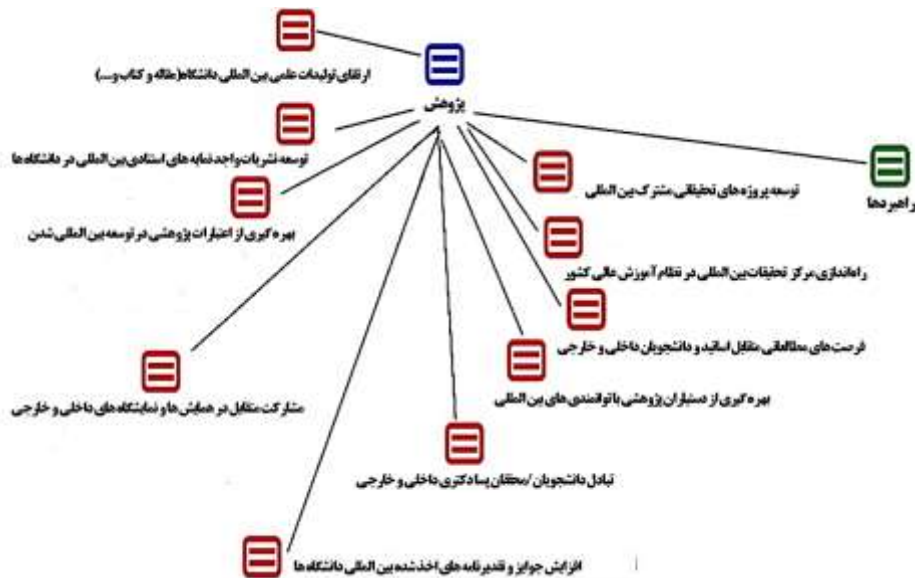 ارتقای تولیدات علمی بین المللی دانشگاه(مقاله و کتاب و...)
پژوهش
توسعه نشریات واجد نمایه های استنادی بین المللی در دانشگاه ها
توسعه پروژه های تحقیقاتی مشترک بین المللی
راهبردها
بهره گیری از اعتبارات پژوهشی در توسعه بین المللی شدن
راه اندازی مرکز تحقیقات بین المللی در نظام آموزش عالی کشور
فرصت های مطالعاتی متقابل اساتید و دانشجویان داخلی و خارجی
بهره گیری از دستیاران پژوهشی با توانمندی های بین المللی
مشارکت متقابل در همایش ها و نمایشگاه های داخلی و خارجی
تبادل دانشجویان /محققان پسادکتری داخلی و خارجی
افزایش جوایز و تقدیرنامه های اخذ شده بین المللی دانشگاه ها